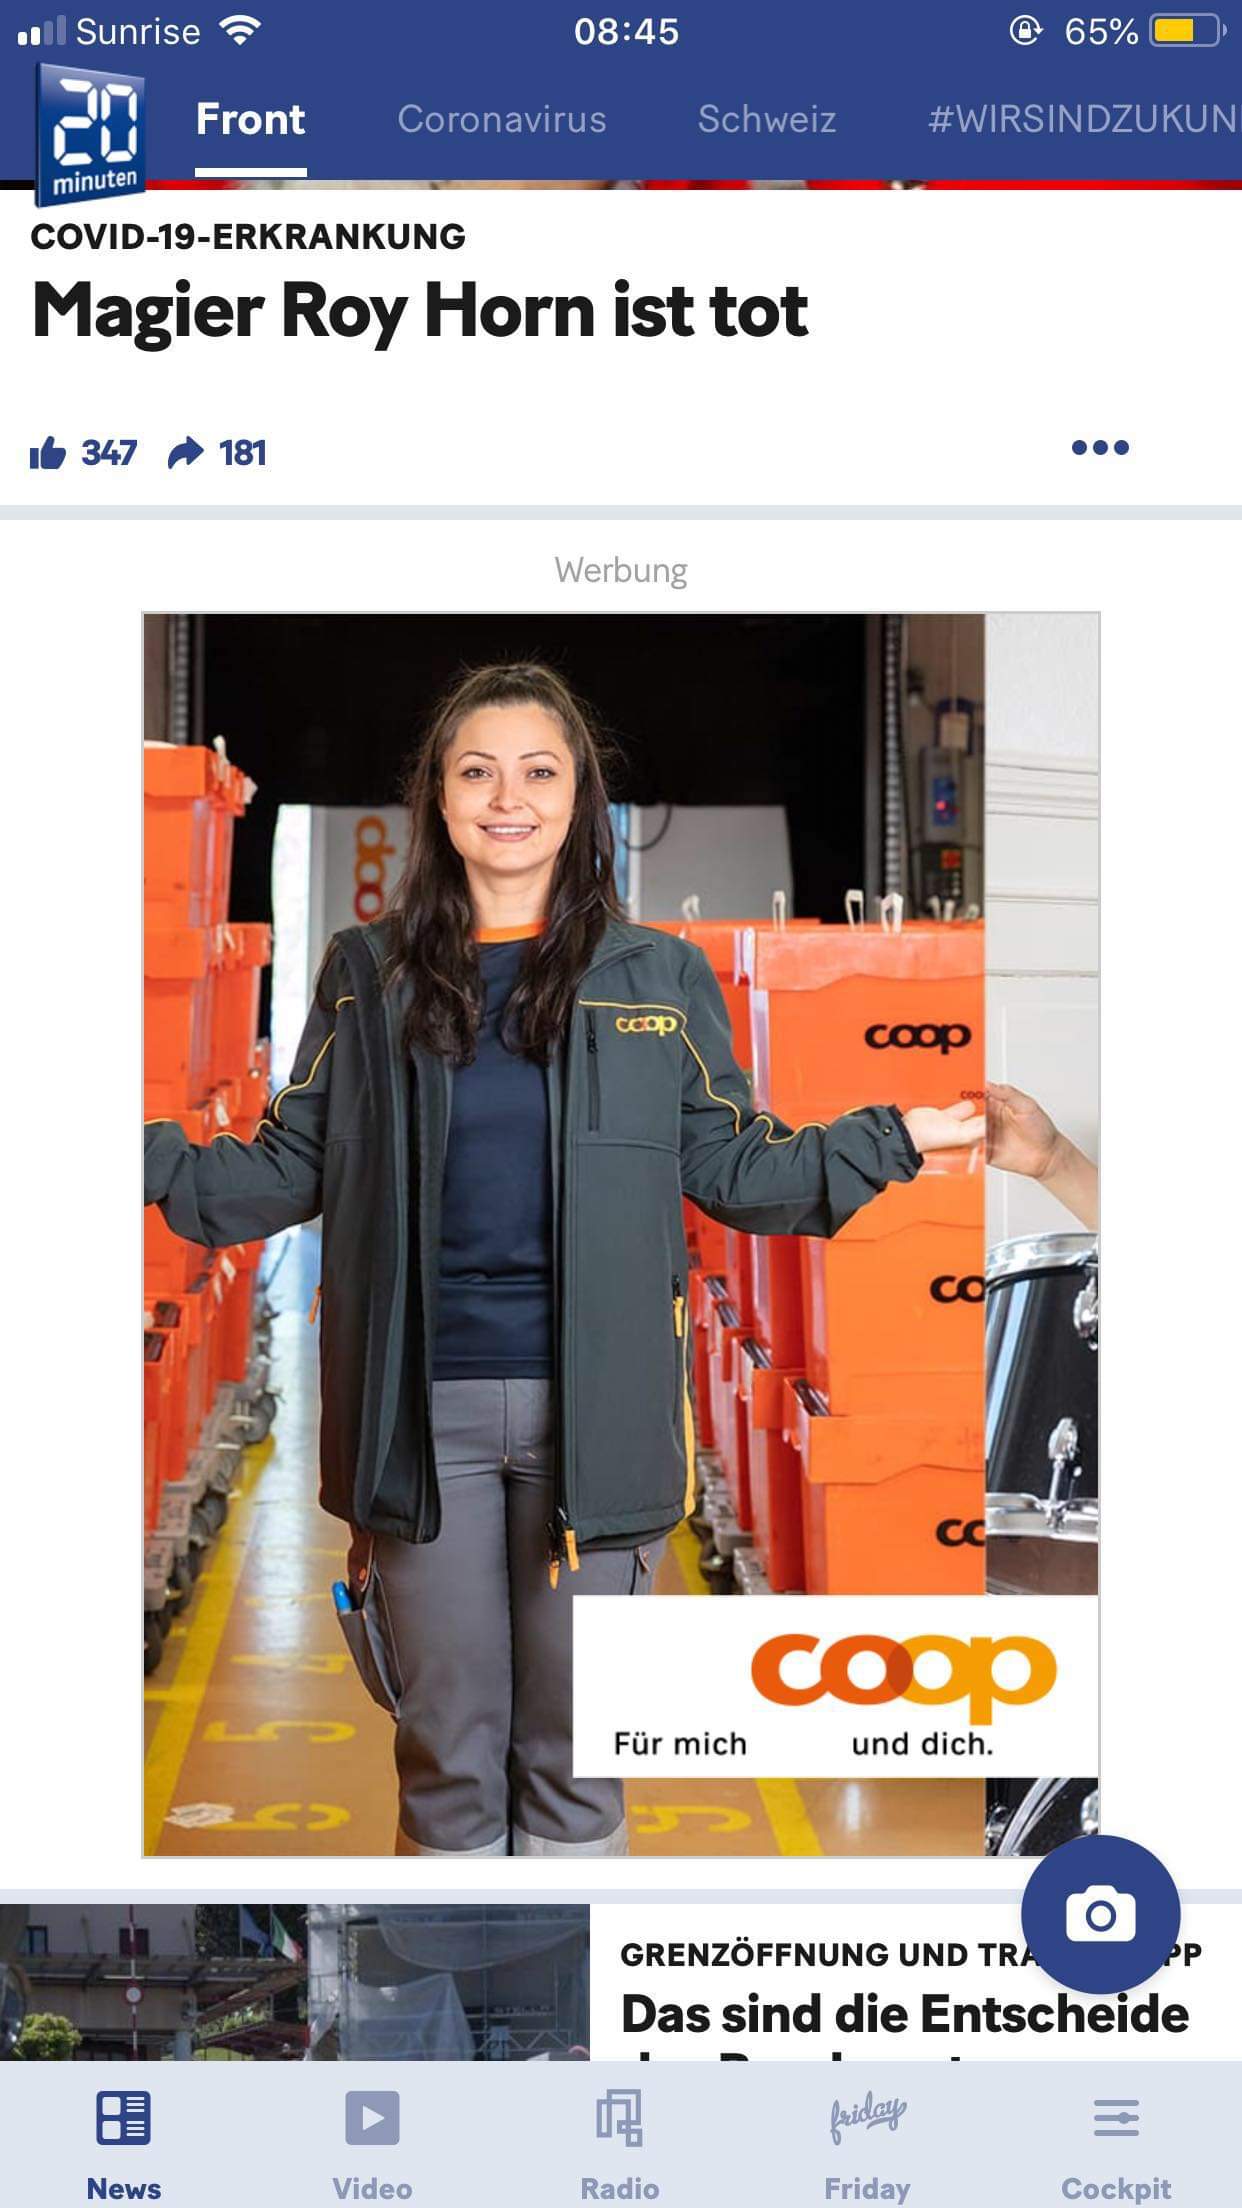 Sunrise 08:45 65%
20 minuten
Front Coronavirus Schweiz #WIRSINDZUKUN
COVID-19-ERKRANKUNG
Magier Roy Horn ist tot
347 181
Werbung
coop
coop
coop
coop
co
co
coop
Für mich und dich.
GRENZÖFFNUNG UND TRA PP
Das sind die Entscheide
friday
News Video Radio Friday Cockpit